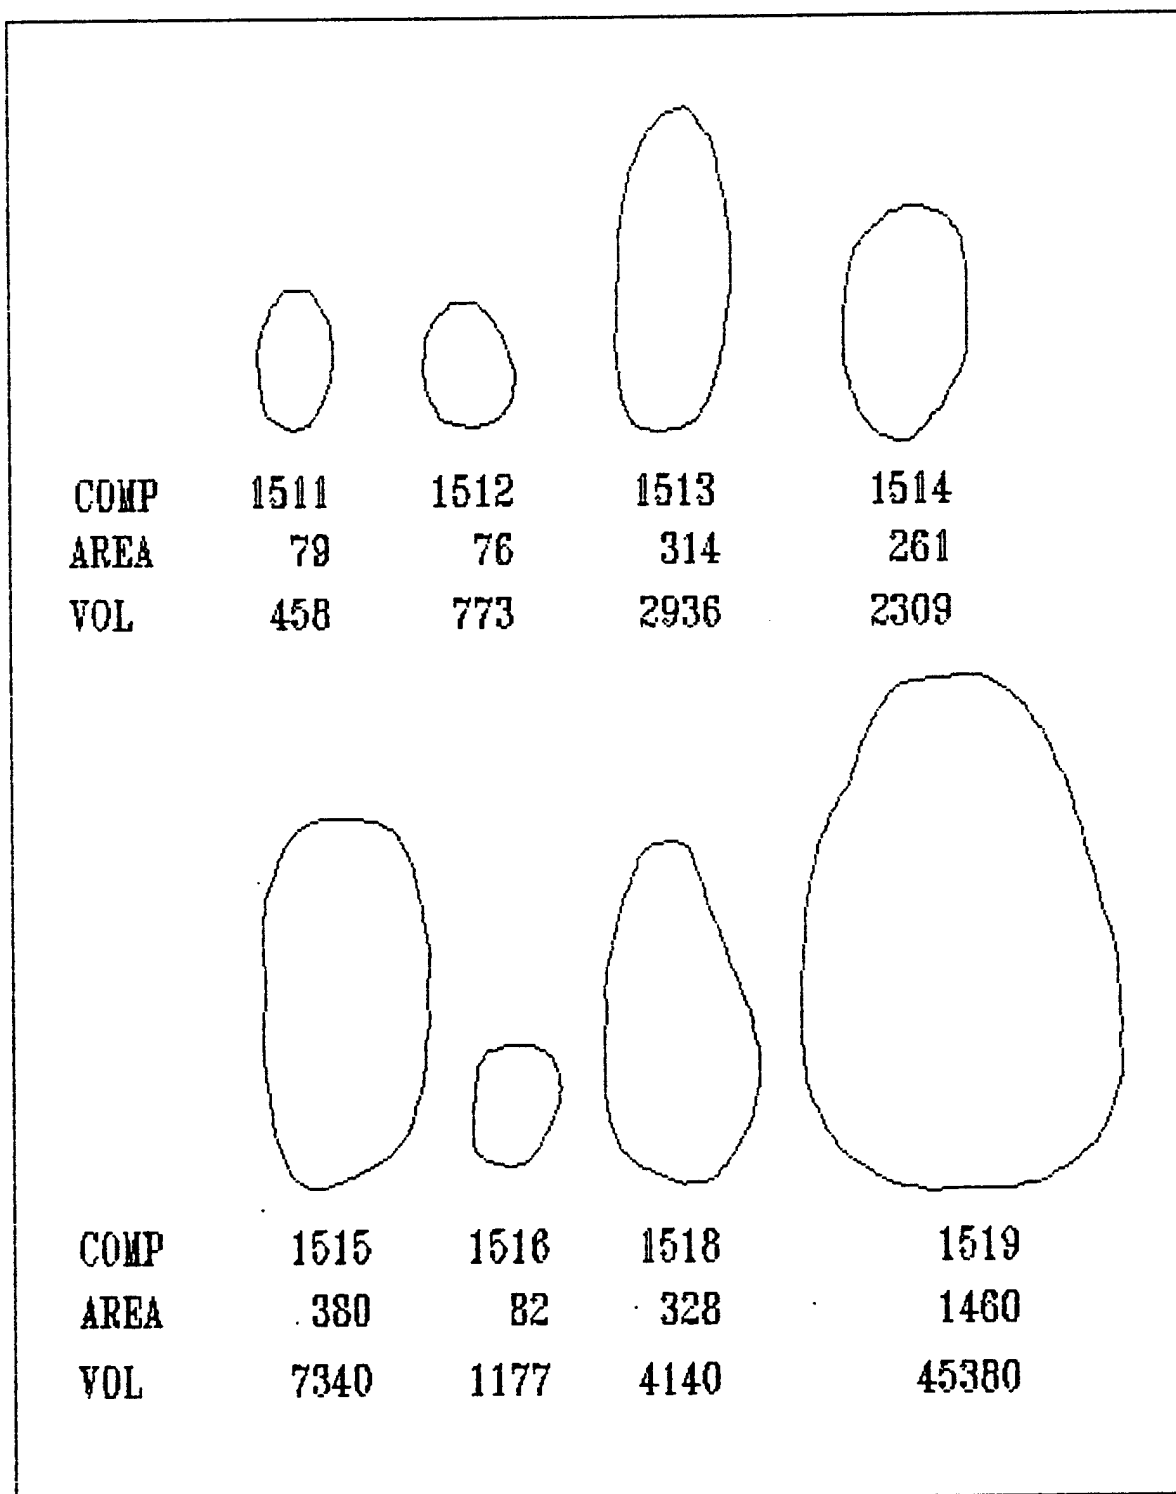 COMP 1511 1512 1513 1514
AREA 79 76 314 261
VOL 458 773 2936 2309
COMP 1515 1516 1518 1519
AREA 380 82 328 1460
VOL 7340 1177 4140 45380